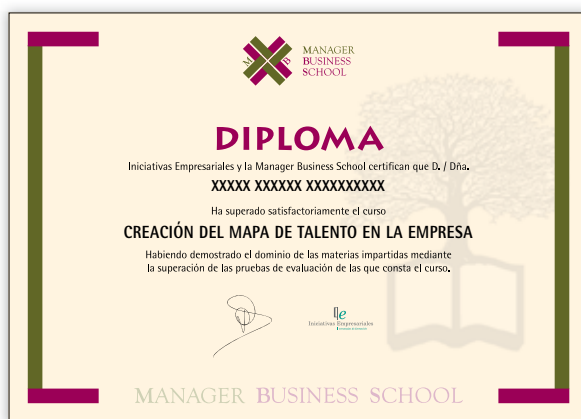 M B
MANAGER
BUSINESS
SCHOOL
DIPLOMA
Iniciativas Empresariales y la Manager Business School certifican que D. / Dña.
XXXXX XXXXXX XXXXXXXXXX
Ha superado satisfactoriamente el curso
CREACIÓN DEL MAPA DE TALENTO EN LA EMPRESA
Habiendo demostrado el dominio de las materias impartidas mediante
la superación de las pruebas de evaluación de las que consta el curso.
Ie
Iniciativas Empresariales
MANAGER BUSINESS SCHOOL